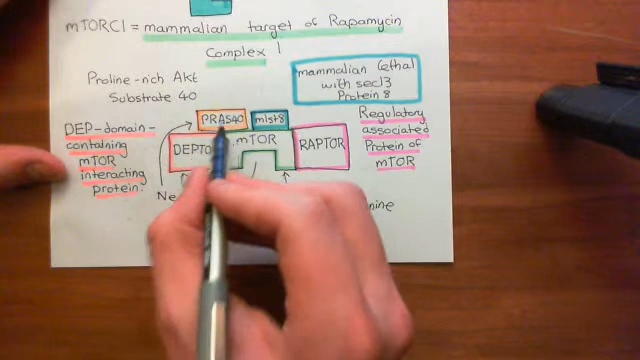 mTORC1 = mammalian target of Rapamycin
Complex 1
Proline-rich Akt
Substrate 40
mammalian lethal
with sec13
Protein 8
DEP-domain-
containing
mTOR
interacting
protein.
PRAS40
mlst8
mTOR
RAPTOR
Regulatory
associated
Protein of
mTOR